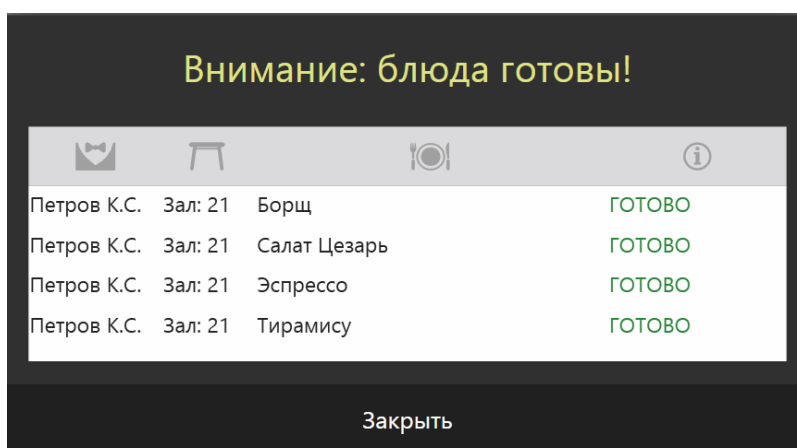 Внимание: блюда готовы!
Петров К.С. Зал: 21 Борщ ГОТОВО
Петров К.С. Зал: 21 Салат Цезарь ГОТОВО
Петров К.С. Зал: 21 Эспрессо ГОТОВО
Петров К.С. Зал: 21 Тирамису ГОТОВО
Закрыть